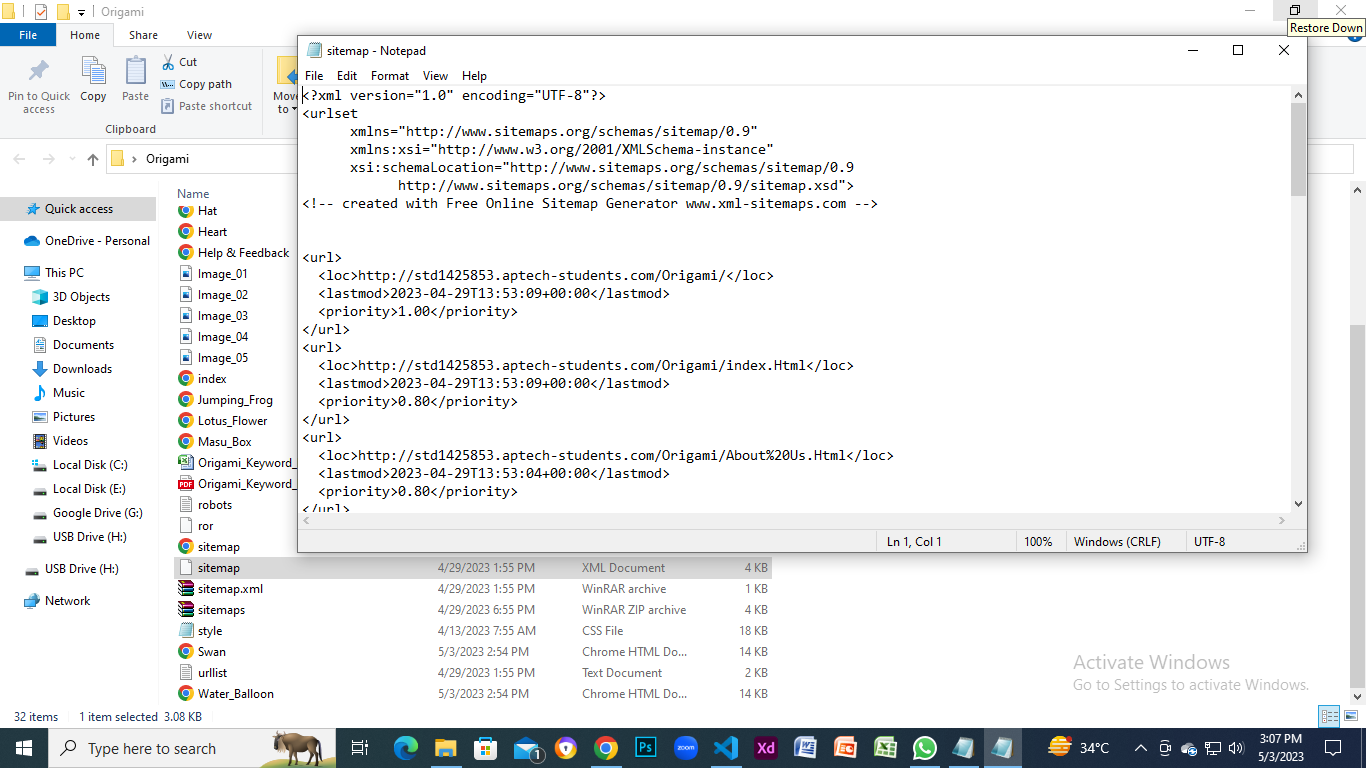 Origami
Restore Down
File
Home
Share
View
Pin to Quick access
Copy
Paste
Cut
Copy path
Paste shortcut
Move to
Clipboard
Origami
Quick access
OneDrive - Personal
This PC
3D Objects
Desktop
Documents
Downloads
Music
Pictures
Videos
Local Disk (C:)
Local Disk (E:)
Google Drive (G:)
USB Drive (H:)
USB Drive (H:)
Network
Name
Hat
Heart
Help & Feedback
Image_01
Image_02
Image_03
Image_04
Image_05
index
Jumping_Frog
Lotus_Flower
Masu_Box
Origami_Keyword_
Origami_Keyword_
robots
ror
sitemap
sitemap 4/29/2023 1:55 PM XML Document 4 KB
sitemap.xml 4/29/2023 1:55 PM WinRAR archive 1 KB
sitemaps 4/29/2023 6:55 PM WinRAR ZIP archive 4 KB
style 4/13/2023 7:55 AM CSS File 18 KB
Swan 5/3/2023 2:54 PM Chrome HTML Do... 14 KB
urllist 4/29/2023 1:55 PM Text Document 2 KB
Water_Balloon 5/3/2023 2:54 PM Chrome HTML Do... 14 KB
sitemap - Notepad
File Edit Format View Help
<?xml version="1.0" encoding="UTF-8"?>
<urlset
xmlns="http://www.sitemaps.org/schemas/sitemap/0.9"
xmlns:xsi="http://www.w3.org/2001/XMLSchema-instance"
xsi:schemaLocation="http://www.sitemaps.org/schemas/sitemap/0.9
http://www.sitemaps.org/schemas/sitemap/0.9/sitemap.xsd">
<!-- created with Free Online Sitemap Generator www.xml-sitemaps.com -->
<url>
<loc>http://std1425853.aptech-students.com/Origami/</loc>
<lastmod>2023-04-29T13:53:09+00:00</lastmod>
<priority>1.00</priority>
</url>
<url>
<loc>http://std1425853.aptech-students.com/Origami/index.Html</loc>
<lastmod>2023-04-29T13:53:09+00:00</lastmod>
<priority>0.80</priority>
</url>
<url>
<loc>http://std1425853.aptech-students.com/Origami/About%20Us.Html</loc>
<lastmod>2023-04-29T13:53:04+00:00</lastmod>
<priority>0.80</priority>
</url>
Ln 1, Col 1
100%
Windows (CRLF)
UTF-8
Activate Windows
Go to Settings to activate Windows.
32 items 1 item selected 3.08 KB
Type here to search
1
Ps
zoom
Xd
34°C
3:07 PM
5/3/2023